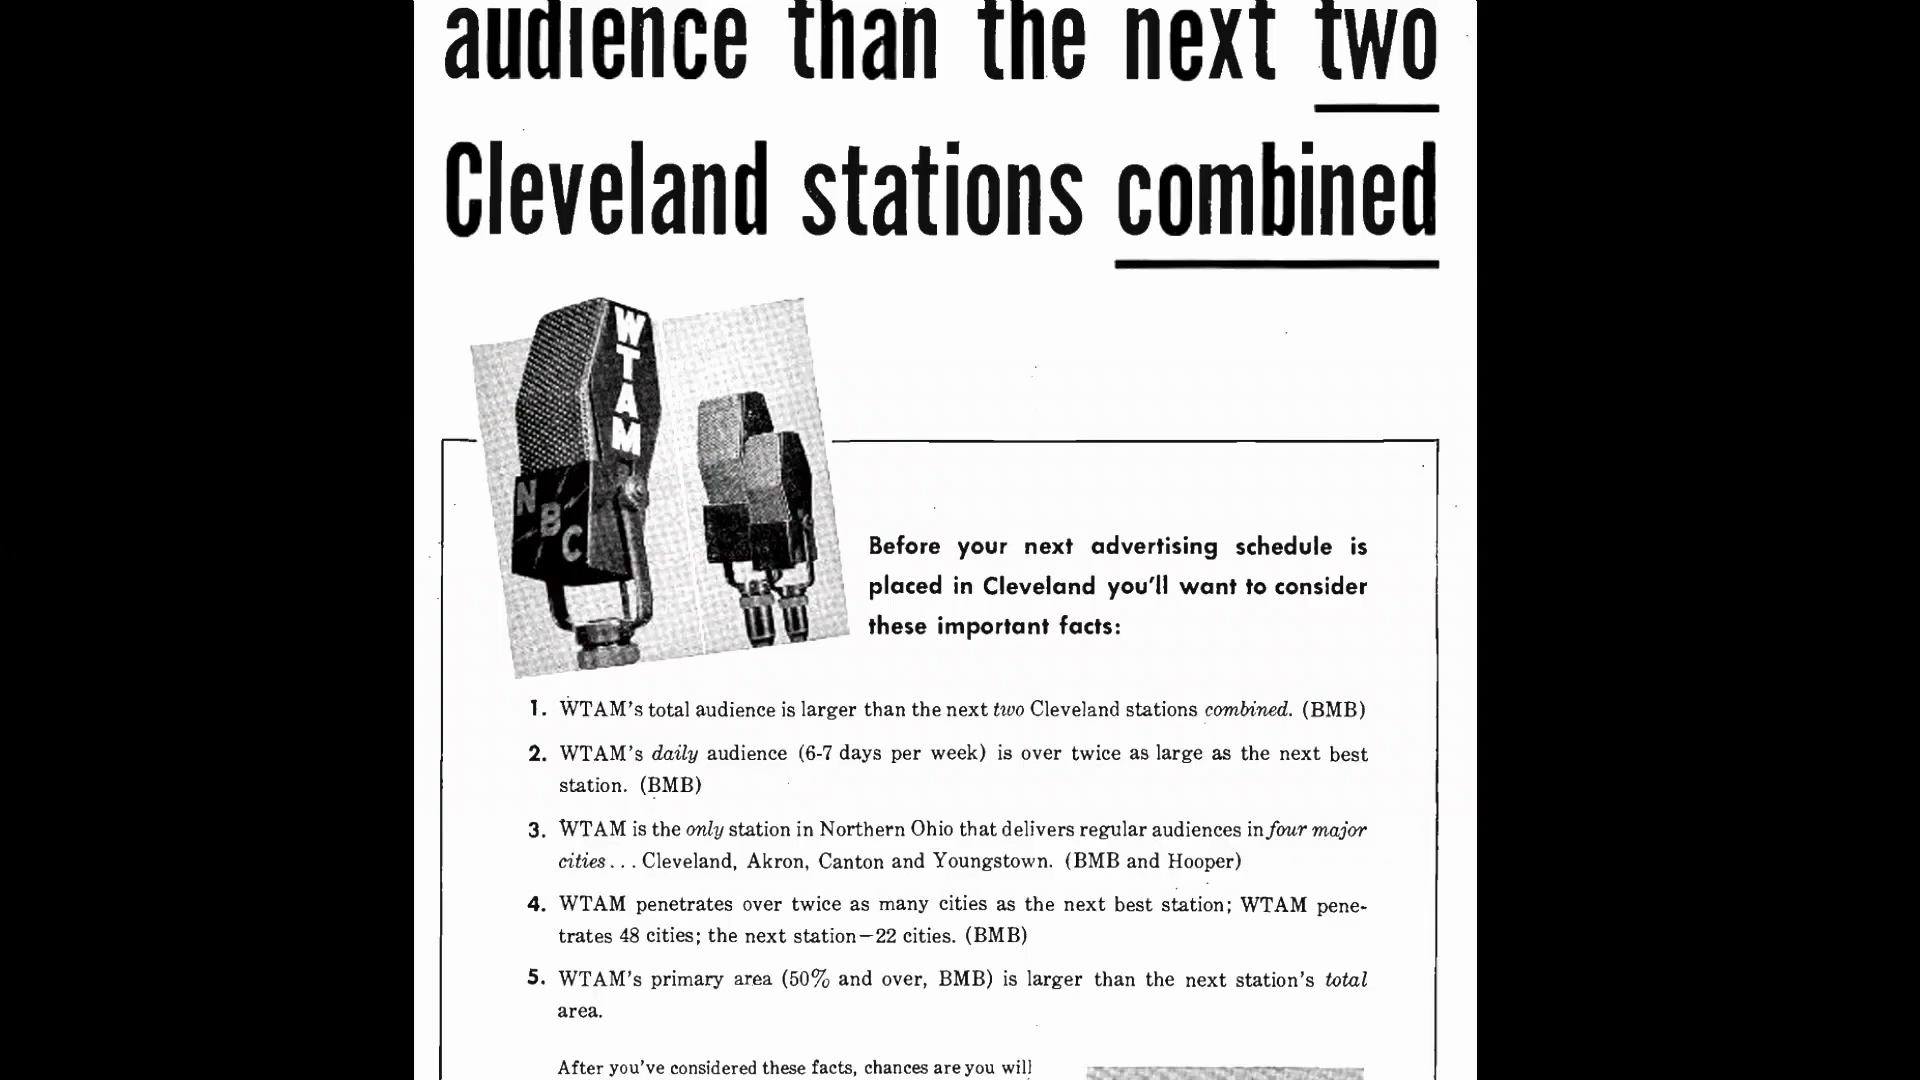 audience than the next two
Cleveland stations combined
WTAM
NBC
Before your next advertising schedule is
placed in Cleveland you'll want to consider
these important facts:
1. WTAM's total audience is larger than the next two Cleveland stations combined. (BMB)
2. WTAM's daily audience (6-7 days per week) is over twice as large as the next best
station. (BMB)
3. WTAM is the only station in Northern Ohio that delivers regular audiences in four major
cities... Cleveland, Akron, Canton and Youngstown. (BMB and Hooper)
4. WTAM penetrates over twice as many cities as the next best station; WTAM pene-
trates 48 cities; the next station—22 cities. (BMB)
5. WTAM's primary area (50% and over, BMB) is larger than the next station's total
area.
After you've considered these facts, chances are you will